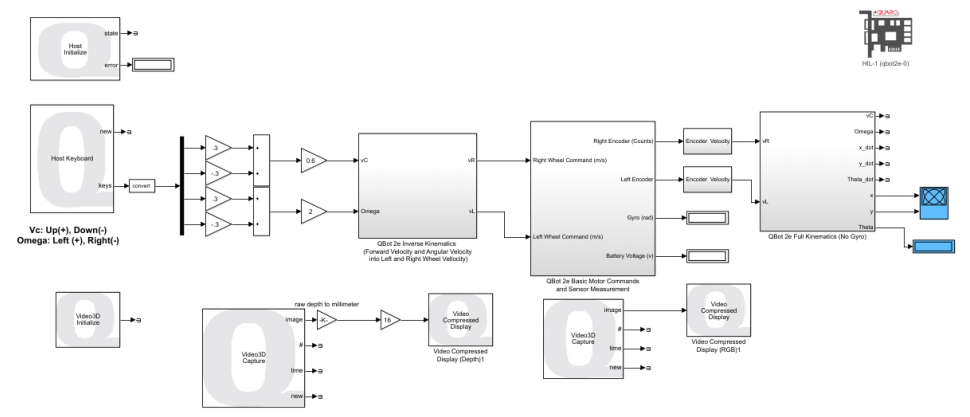 QUARC
HIL-1 (qbot2e-0)
state
Host
Initialize
error
new
Host Keyboard
keys
convert
.3
-.3
.3
-.3
+
+
+
+
0.6
2
vC
vR
Omega
vL
QBot 2e Inverse Kinematics
(Forward Velocity and Angular Velocity
into Left and Right Wheel Vellocity)
Right Encoder (Counts)
Right Wheel Command (m/s)
Left Encoder
Gyro (rad)
Left Wheel Command (m/s)
Battery Voltage (v)
QBot 2e Basic Motor Commands
and Sensor Measurement
Encoder Velocity
Encoder Velocity
vC
Omega
vR
x_dot
y_dot
Theta_dot
x
vL
y
Theta
QBot 2e Full Kinematics (No Gyro)
Vc: Up(+), Down(-)
Omega: Left (+), Right(-)
Video3D
Initialize
raw depth to millimeter
image
-K-
16
Video3D
Capture
#
time
new
Video
Compressed
Display
Video Compressed
Display (Depth)1
image
Video3D
Capture
#
time
new
Video
Compressed
Display
Video Compressed
Display (RGB)1